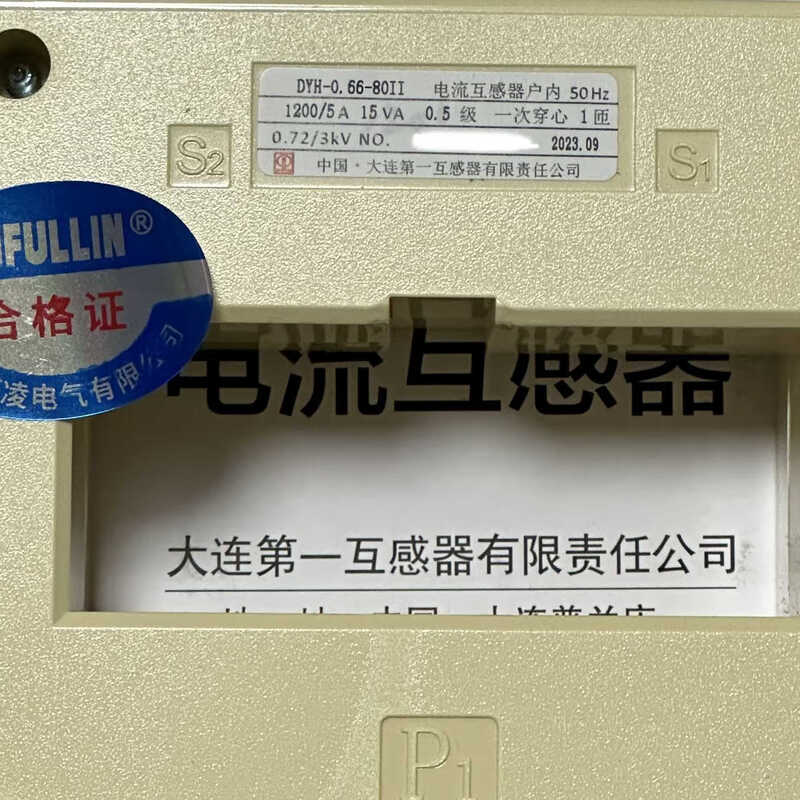 DYH-0.66-80II 电流互感器户内 50Hz
1200/5A 15VA 0.5 级 一次穿心 1 匝
0.72/3kV NO. 2023.09
中国·大连第一互感器有限责任公司
S2
S1
FULLIN®
合格证
凌电气有限公司
电流互感器
大连第一互感器有限责任公司
P1